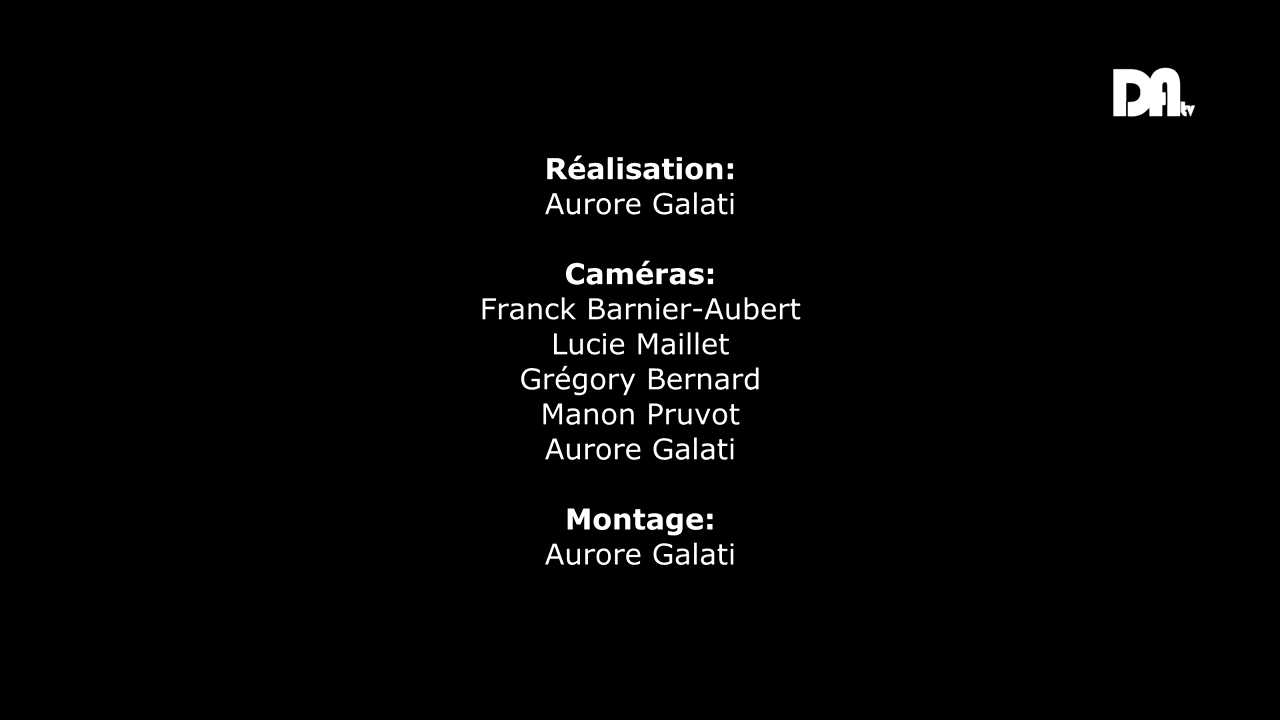 DA tv
Réalisation:
Aurore Galati
Caméras:
Franck Barnier-Aubert
Lucie Maillet
Grégory Bernard
Manon Pruvot
Aurore Galati
Montage:
Aurore Galati